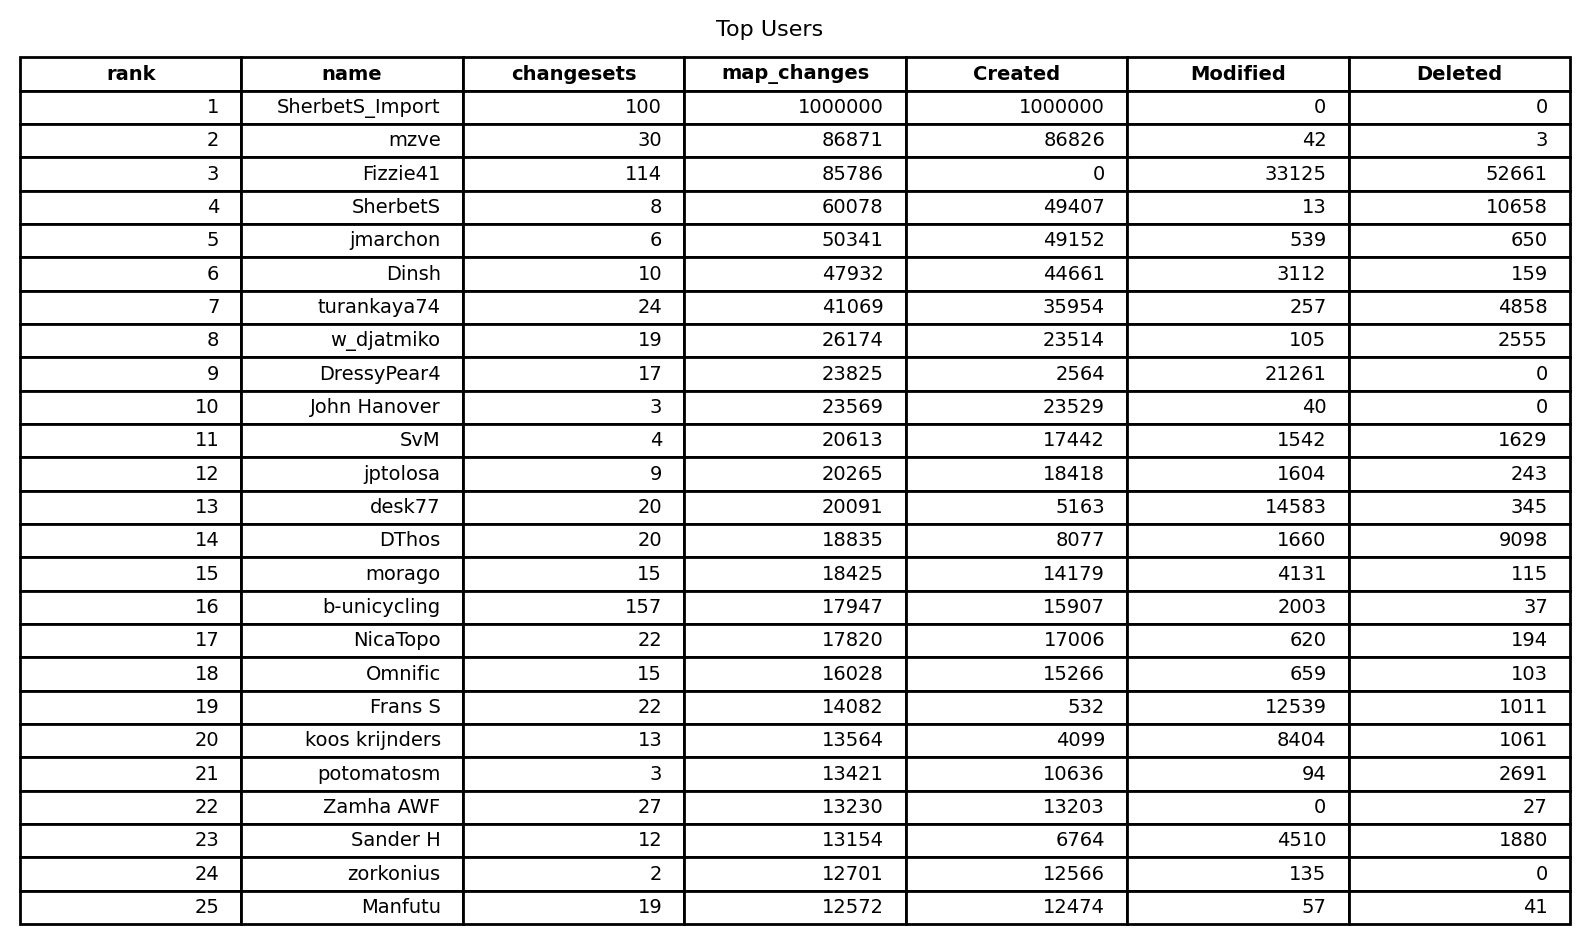 Top Users
rank name changesets map_changes Created Modified Deleted
1 SherbetS_Import 100 1000000 1000000 0 0
2 mzve 30 86871 86826 42 3
3 Fizzie41 114 85786 0 33125 52661
4 SherbetS 8 60078 49407 13 10658
5 jmarchon 6 50341 49152 539 650
6 Dinsh 10 47932 44661 3112 159
7 turankaya74 24 41069 35954 257 4858
8 w_djatmiko 19 26174 23514 105 2555
9 DressyPear4 17 23825 2564 21261 0
10 John Hanover 3 23569 23529 40 0
11 SvM 4 20613 17442 1542 1629
12 jptolosa 9 20265 18418 1604 243
13 desk77 20 20091 5163 14583 345
14 DThos 20 18835 8077 1660 9098
15 morago 15 18425 14179 4131 115
16 b-unicycling 157 17947 15907 2003 37
17 NicaTopo 22 17820 17006 620 194
18 Omnific 15 16028 15266 659 103
19 Frans S 22 14082 532 12539 1011
20 koos krijnders 13 13564 4099 8404 1061
21 potomatosm 3 13421 10636 94 2691
22 Zamha AWF 27 13230 13203 0 27
23 Sander H 12 13154 6764 4510 1880
24 zorkonius 2 12701 12566 135 0
25 Manfutu 19 12572 12474 57 41